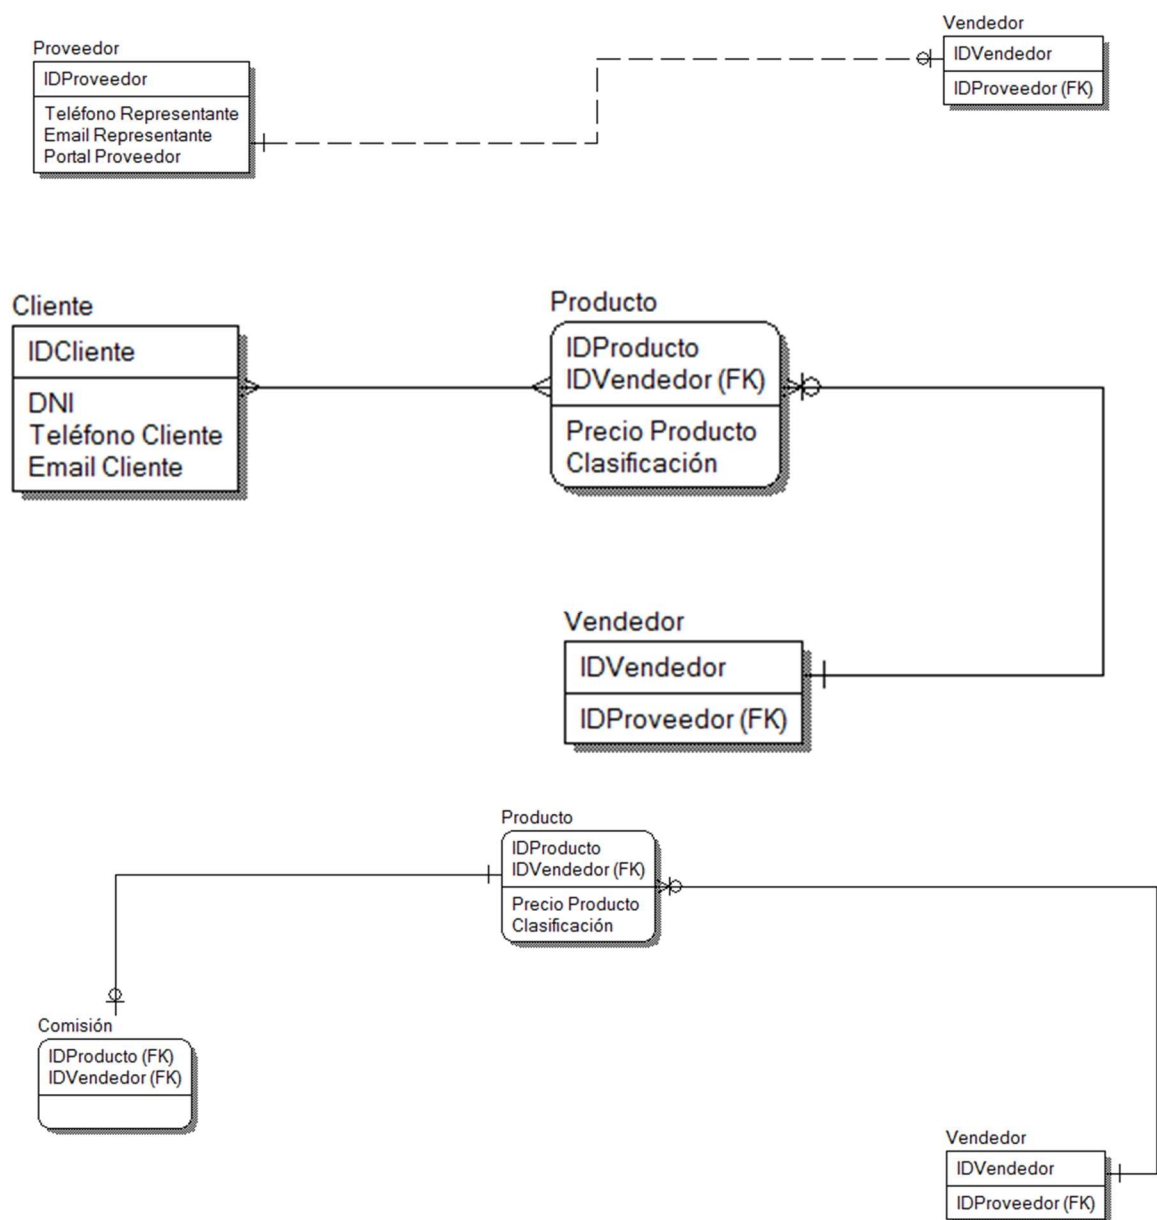 Vendedor
IDVendedor
IDProveedor (FK)
Proveedor
IDProveedor
Teléfono Representante
Email Representante
Portal Proveedor
Cliente
IDCliente
DNI
Teléfono Cliente
Email Cliente
Producto
IDProducto
IDVendedor (FK)
Precio Producto
Clasificación
Vendedor
IDVendedor
IDProveedor (FK)
Producto
IDProducto
IDVendedor (FK)
Precio Producto
Clasificación
Comisión
IDProducto (FK)
IDVendedor (FK)
Vendedor
IDVendedor
IDProveedor (FK)